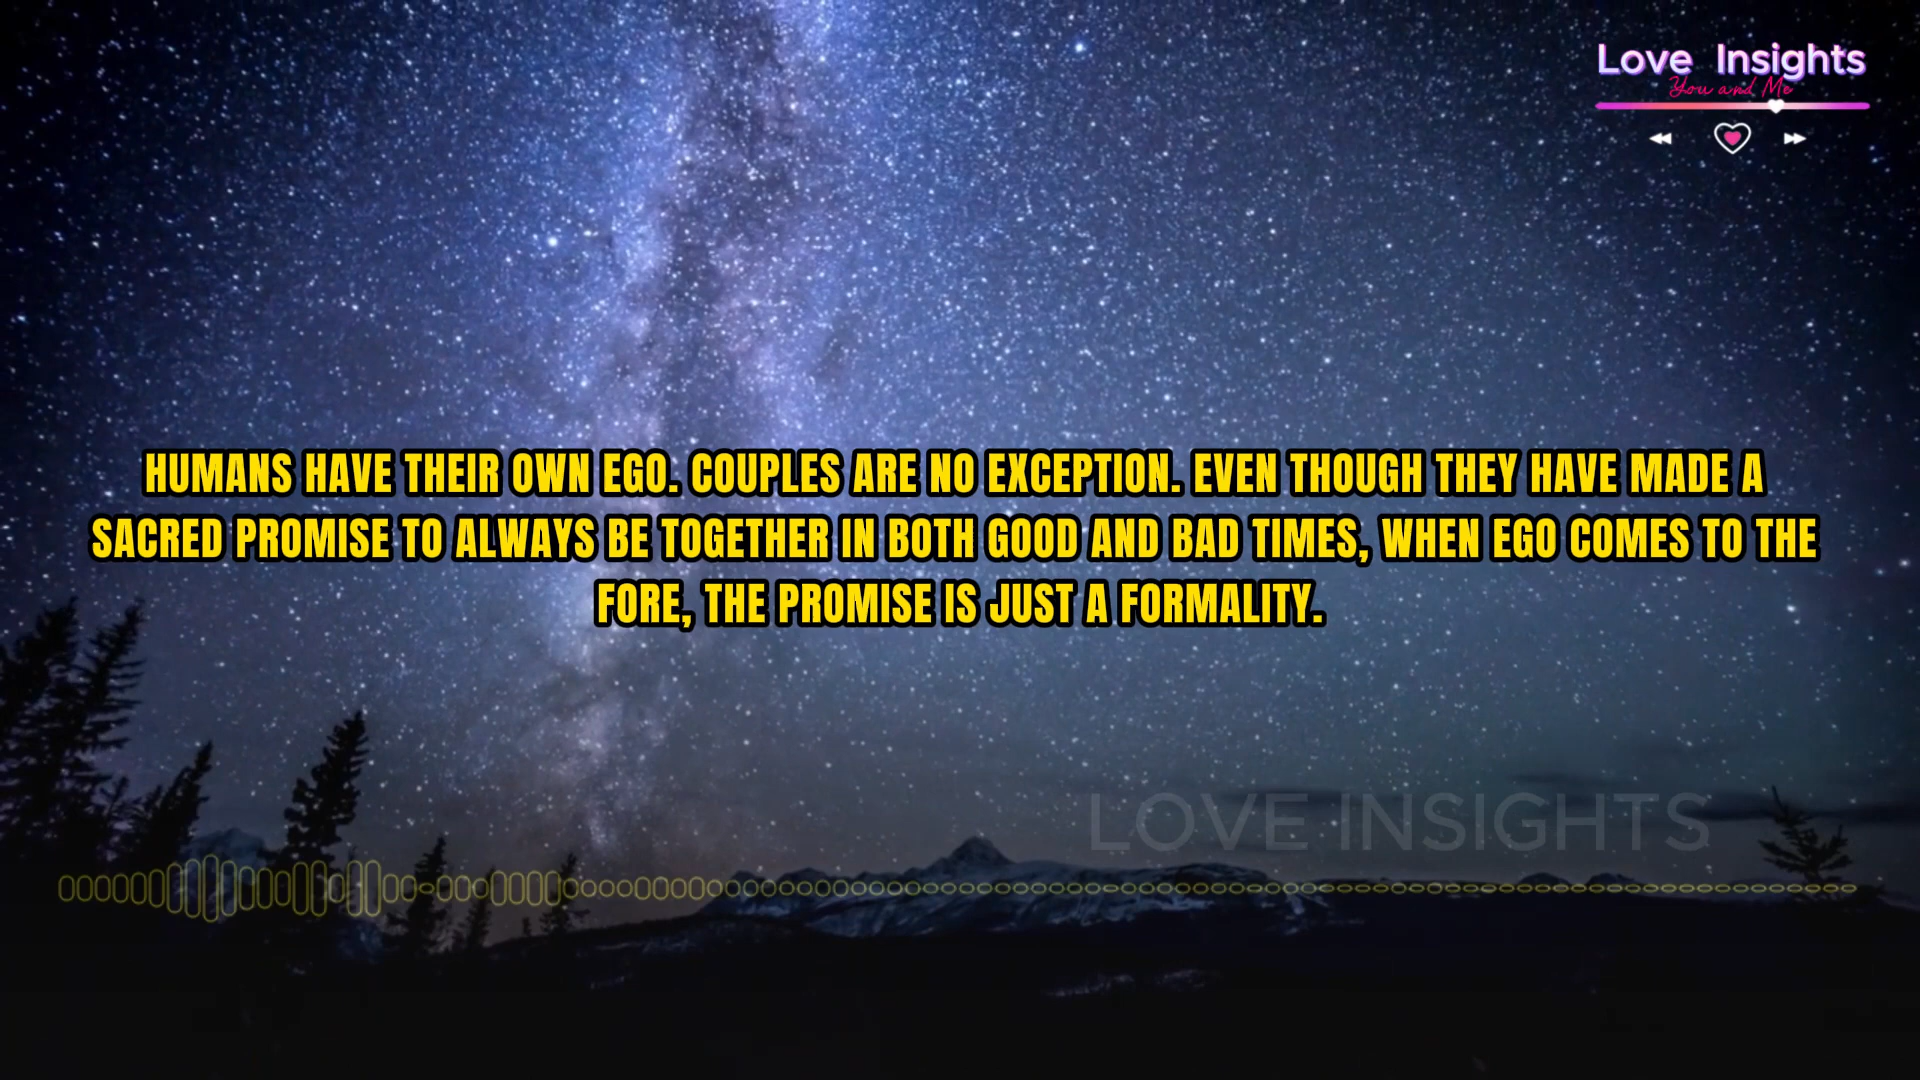 Love Insights
You and Me
HUMANS HAVE THEIR OWN EGO. COUPLES ARE NO EXCEPTION. EVEN THOUGH THEY HAVE MADE A
SACRED PROMISE TO ALWAYS BE TOGETHER IN BOTH GOOD AND BAD TIMES, WHEN EGO COMES TO THE
FORE, THE PROMISE IS JUST A FORMALITY.
LOVE INSIGHTS